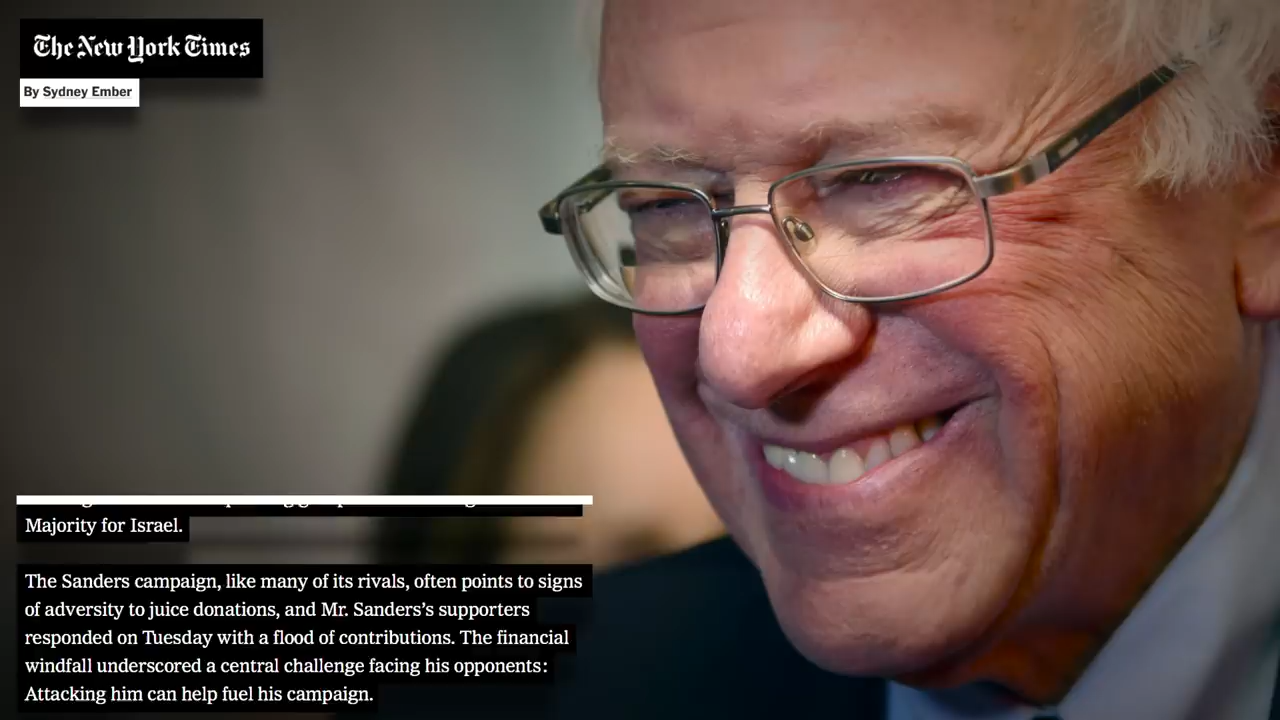 The New York Times
By Sydney Ember
Majority for Israel.
The Sanders campaign, like many of its rivals, often points to signs
of adversity to juice donations, and Mr. Sanders’s supporters
responded on Tuesday with a flood of contributions. The financial
windfall underscored a central challenge facing his opponents:
Attacking him can help fuel his campaign.